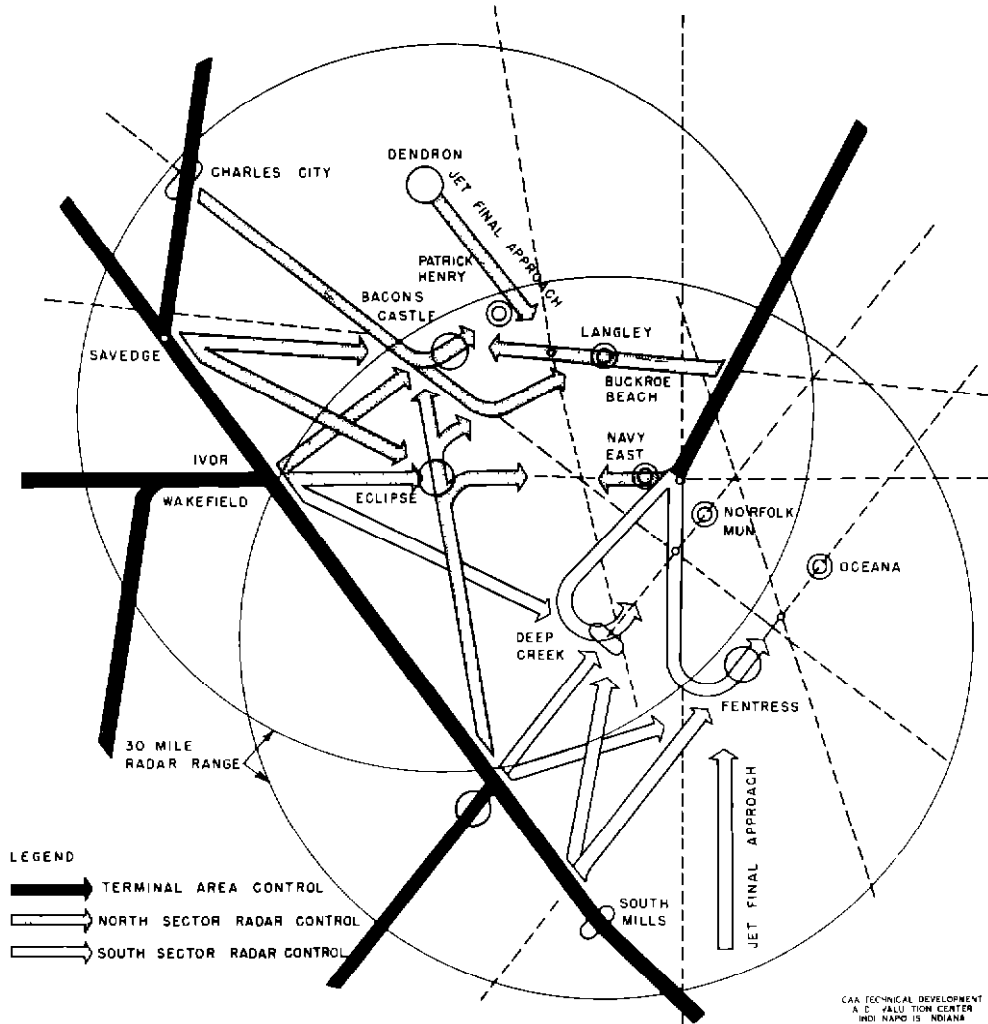 DENDRON
CHARLES CITY
JET FINAL APPROACH
PATRICK
HENRY
BACONS
CASTLE
LANGLEY
SAVEDGE
BUCKROE
BEACH
NAVY
EAST
IVOR
WAKEFIELD
ECLIPSE
NORFOLK
MUN
OCEANA
DEEP
CREEK
FENTRESS
30 MILE
RADAR RANGE
JET FINAL APPROACH
LEGEND
TERMINAL AREA CONTROL
NORTH SECTOR RADAR CONTROL
SOUTH SECTOR RADAR CONTROL
SOUTH
MILLS
CAA TECHNICAL DEVELOPMENT
CENTER